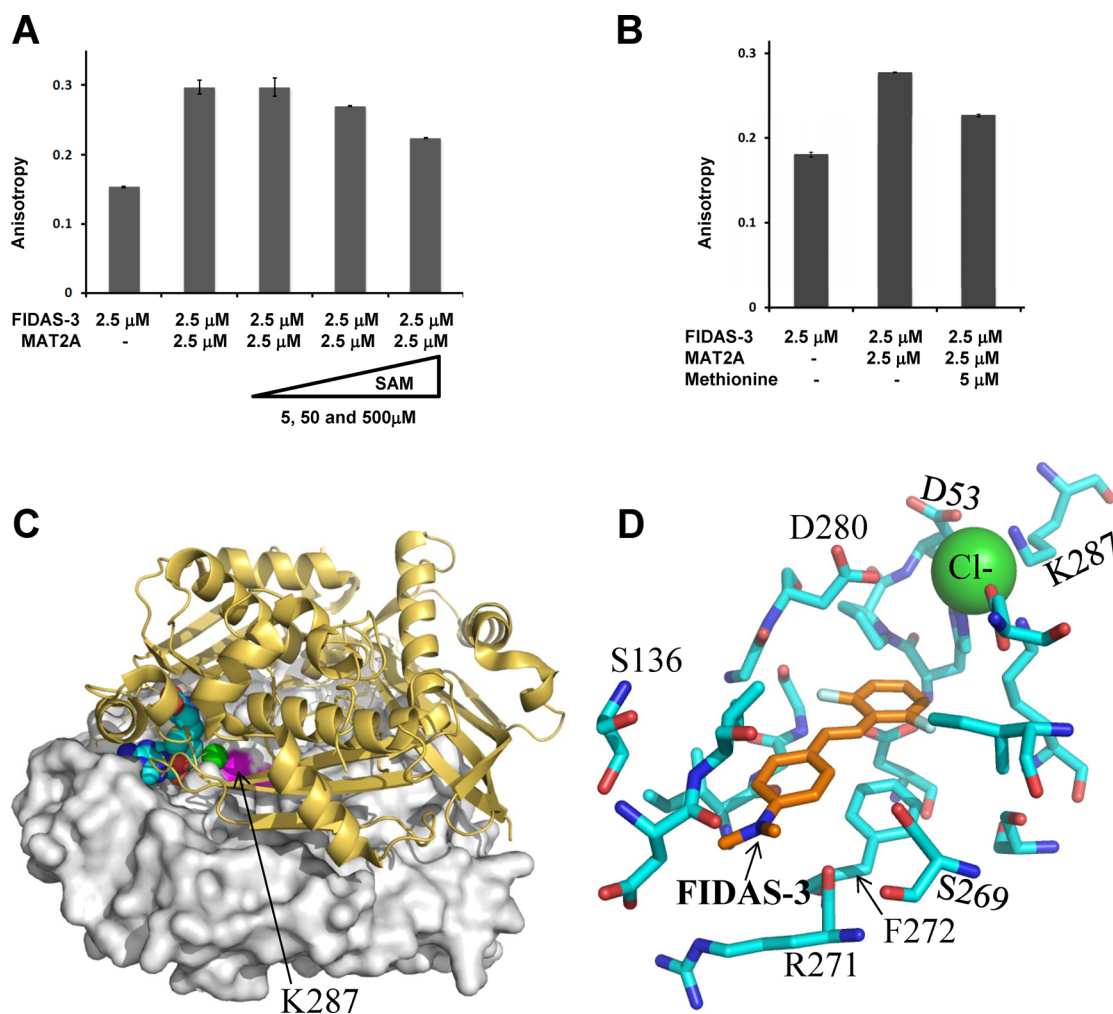 A
0.3
0.2
0.1
0
Anisotropy
FIDAS-3 2.5 μM 2.5 μM 2.5 μM 2.5 μM 2.5 μM
MAT2A - 2.5 μM 2.5 μM 2.5 μM 2.5 μM
SAM
5, 50 and 500μM
B
0.3
0.2
0.1
0
Anisotropy
FIDAS-3 2.5 μM 2.5 μM 2.5 μM
MAT2A - 2.5 μM 2.5 μM
Methionine - - 5 μM
C
K287
D
D53
D280
Cl-
K287
S136
FIDAS-3
S269
F272
R271